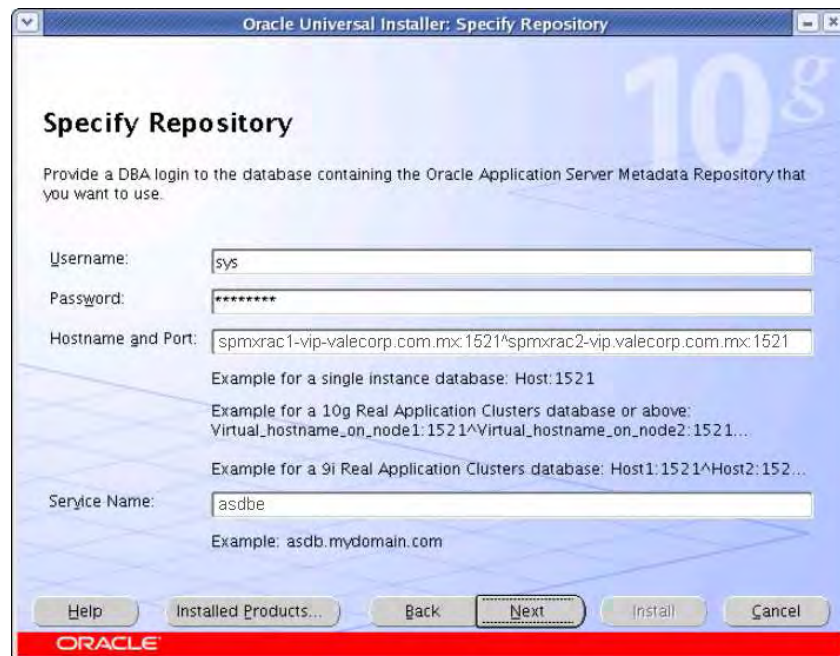 Oracle Universal Installer: Specify Repository
10g
Specify Repository
Provide a DBA login to the database containing the Oracle Application Server Metadata Repository that
you want to use.
Username:
sys
Password:
********
Hostname and Port:
spmxrac1-vip-valecorp.com.mx:1521^spmxrac2-vip.valecorp.com.mx:1521
Example for a single instance database: Host:1521
Example for a 10g Real Application Clusters database or above:
Virtual_hostname_on_node1:1521^Virtual_hostname_on_node2:1521...
Example for a 9i Real Application Clusters database: Host1:1521^Host2:152...
Service Name:
asdbe
Example: asdb.mydomain.com
Help
Installed Products...
Back
Next
Install
Cancel
ORACLE